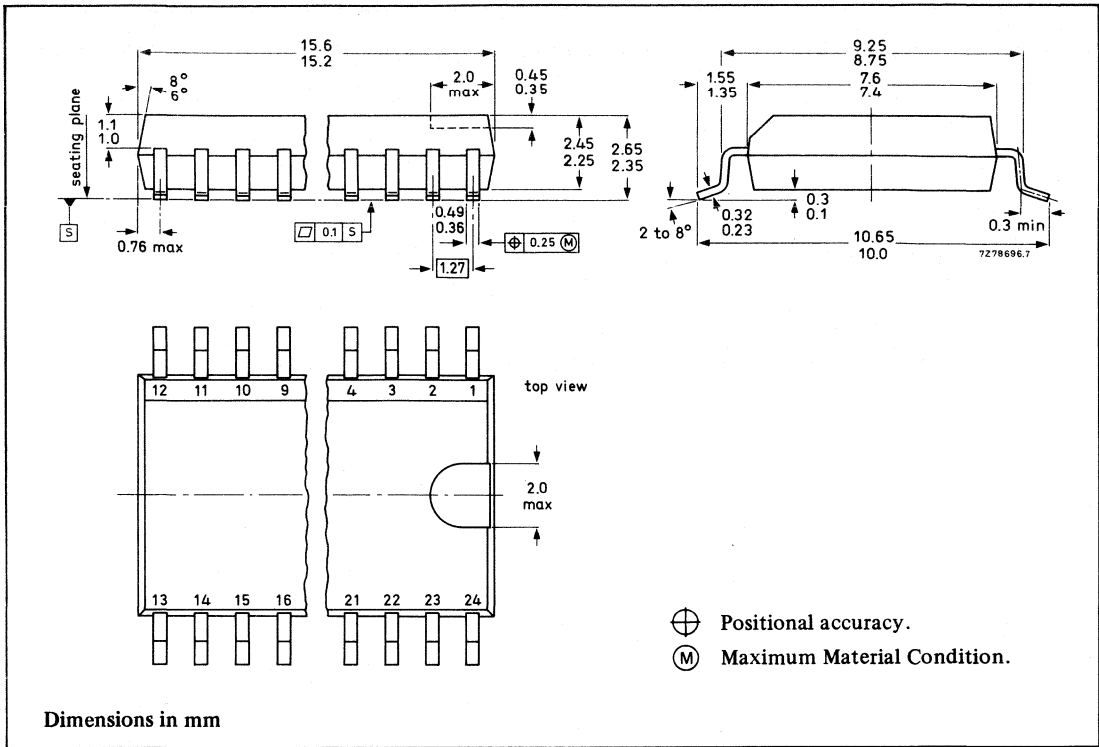 15.6
15.2
8°
6°
2.0
max
0.45
0.35
seating plane
1.1
1.0
2.45
2.25
2.65
2.35
S
0.76 max
0.1 S
0.49
0.36
0.25 M
1.27
9.25
8.75
1.55
1.35
7.6
7.4
2 to 8°
0.32
0.23
0.3
0.1
0.3 min
10.65
10.0
7Z78696.7
12 11 10 9 4 3 2 1
top view
2.0
max
13 14 15 16 21 22 23 24
Positional accuracy.
M Maximum Material Condition.
Dimensions in mm